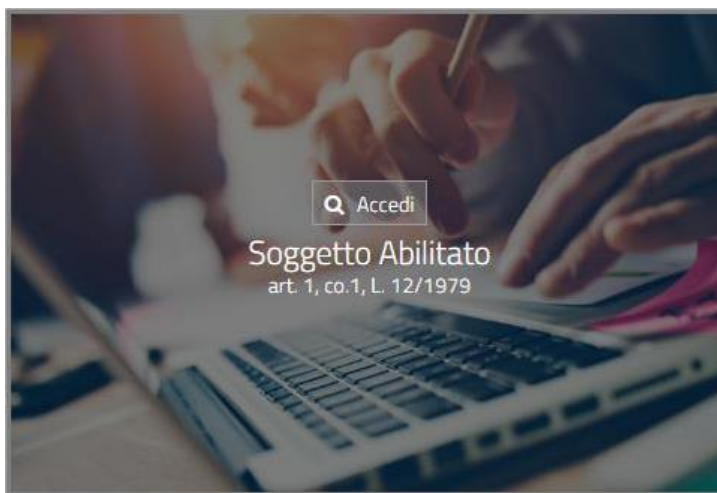 Accedi
Soggetto Abilitato
art. 1, co.1, L. 12/1979